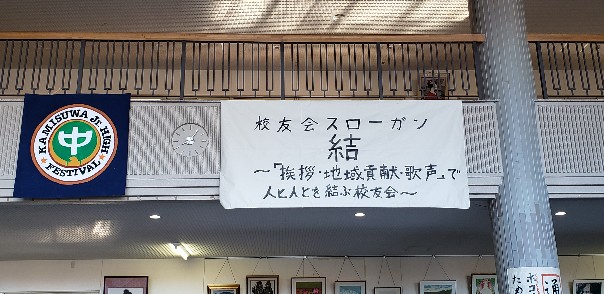 KAMISUWA Jr. HIGH
中
FESTIVAL
校友会スローガン
結
～「挨拶・地域貢献・歌声」で
人と人とを結ぶ校友会～